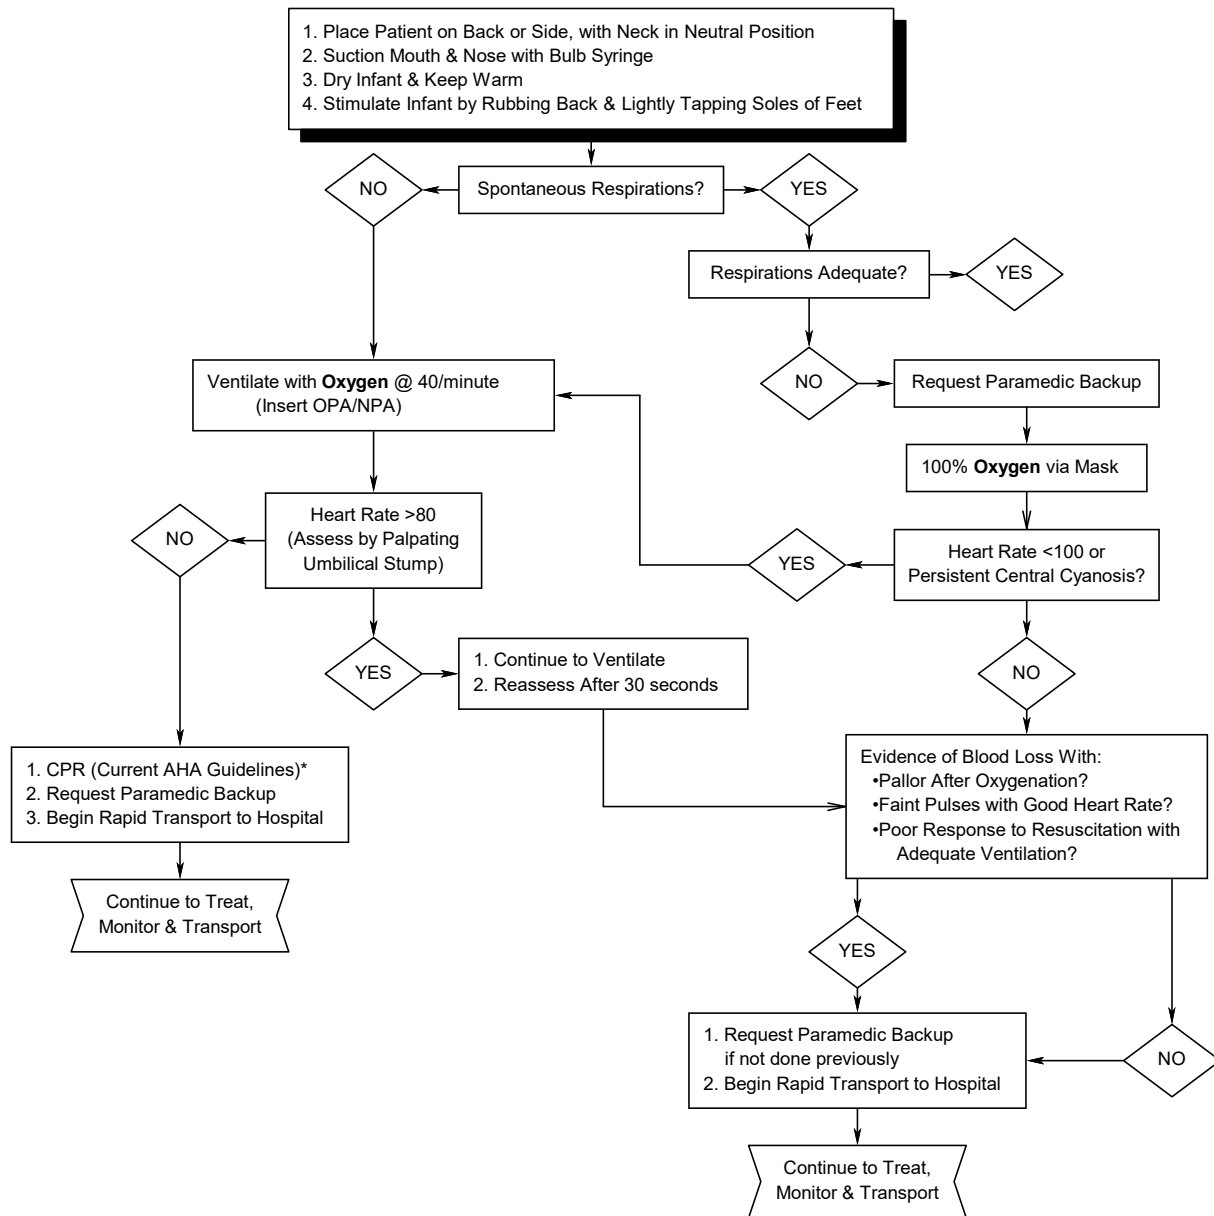 1. Place Patient on Back or Side, with Neck in Neutral Position
2. Suction Mouth & Nose with Bulb Syringe
3. Dry Infant & Keep Warm
4. Stimulate Infant by Rubbing Back & Lightly Tapping Soles of Feet
NO
Spontaneous Respirations?
YES
Respirations Adequate?
YES
NO
Request Paramedic Backup
Ventilate with Oxygen @ 40/minute
(Insert OPA/NPA)
100% Oxygen via Mask
NO
Heart Rate >80
(Assess by Palpating
Umbilical Stump)
YES
Heart Rate <100 or
Persistent Central Cyanosis?
YES
1. Continue to Ventilate
2. Reassess After 30 seconds
NO
1. CPR (Current AHA Guidelines)*
2. Request Paramedic Backup
3. Begin Rapid Transport to Hospital
Evidence of Blood Loss With:
•Pallor After Oxygenation?
•Faint Pulses with Good Heart Rate?
•Poor Response to Resuscitation with
Adequate Ventilation?
Continue to Treat,
Monitor & Transport
YES
NO
1. Request Paramedic Backup
if not done previously
2. Begin Rapid Transport to Hospital
Continue to Treat,
Monitor & Transport